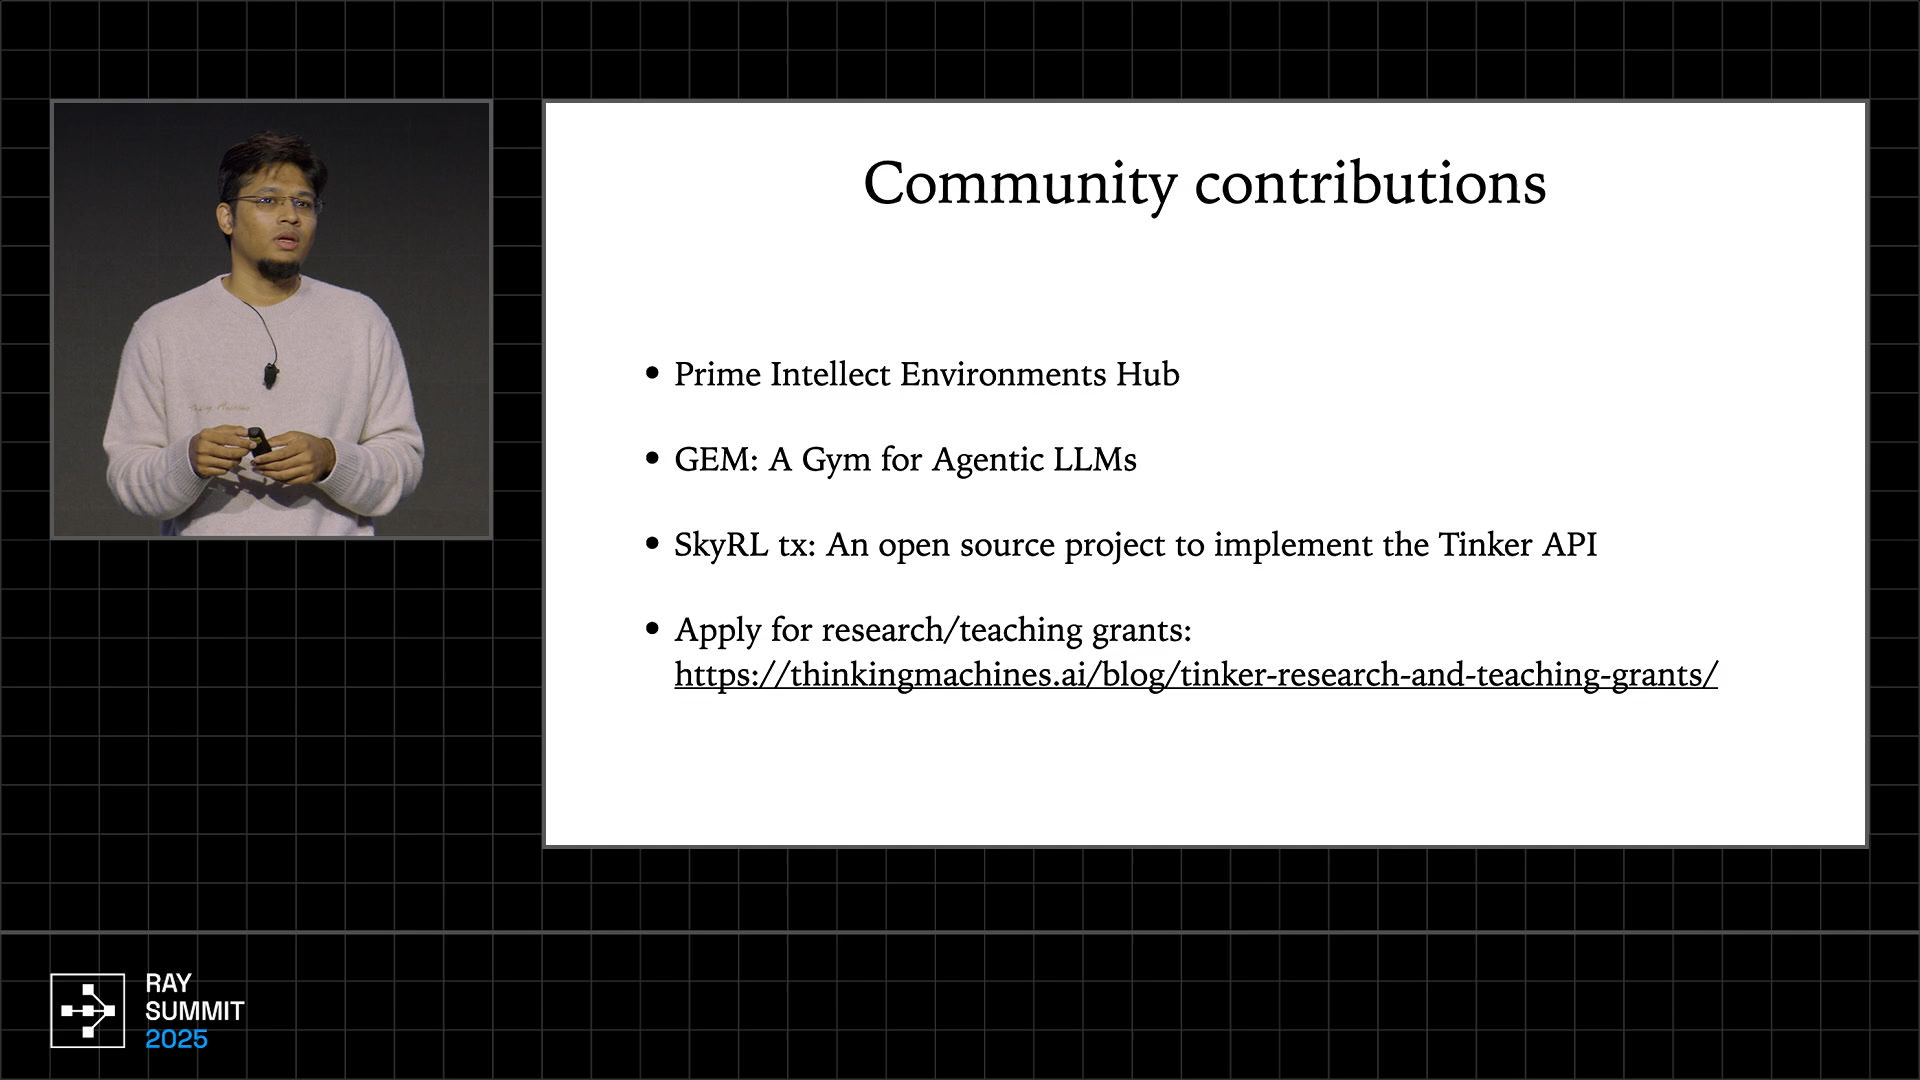 Community contributions
• Prime Intellect Environments Hub
• GEM: A Gym for Agentic LLMs
• SkyRL tx: An open source project to implement the Tinker API
• Apply for research/teaching grants:
https://thinkingmachines.ai/blog/tinker-research-and-teaching-grants/
RAY
SUMMIT
2025